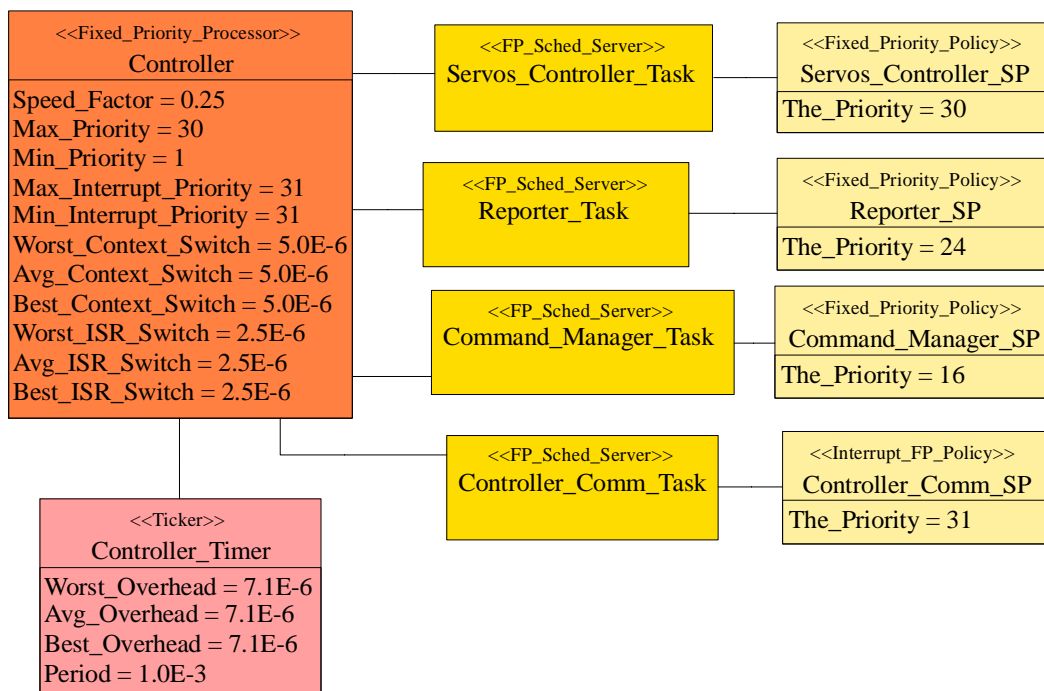 <<Fixed_Priority_Processor>>
Controller
Speed_Factor = 0.25
Max_Priority = 30
Min_Priority = 1
Max_Interrupt_Priority = 31
Min_Interrupt_Priority = 31
Worst_Context_Switch = 5.0E-6
Avg_Context_Switch = 5.0E-6
Best_Context_Switch = 5.0E-6
Worst_ISR_Switch = 2.5E-6
Avg_ISR_Switch = 2.5E-6
Best_ISR_Switch = 2.5E-6
<<FP_Sched_Server>>
Servos_Controller_Task
<<Fixed_Priority_Policy>>
Servos_Controller_SP
The_Priority = 30
<<FP_Sched_Server>>
Reporter_Task
<<Fixed_Priority_Policy>>
Reporter_SP
The_Priority = 24
<<FP_Sched_Server>>
Command_Manager_Task
<<Fixed_Priority_Policy>>
Command_Manager_SP
The_Priority = 16
<<FP_Sched_Server>>
Controller_Comm_Task
<<Interrupt_FP_Policy>>
Controller_Comm_SP
The_Priority = 31
<<Ticker>>
Controller_Timer
Worst_Overhead = 7.1E-6
Avg_Overhead = 7.1E-6
Best_Overhead = 7.1E-6
Period = 1.0E-3